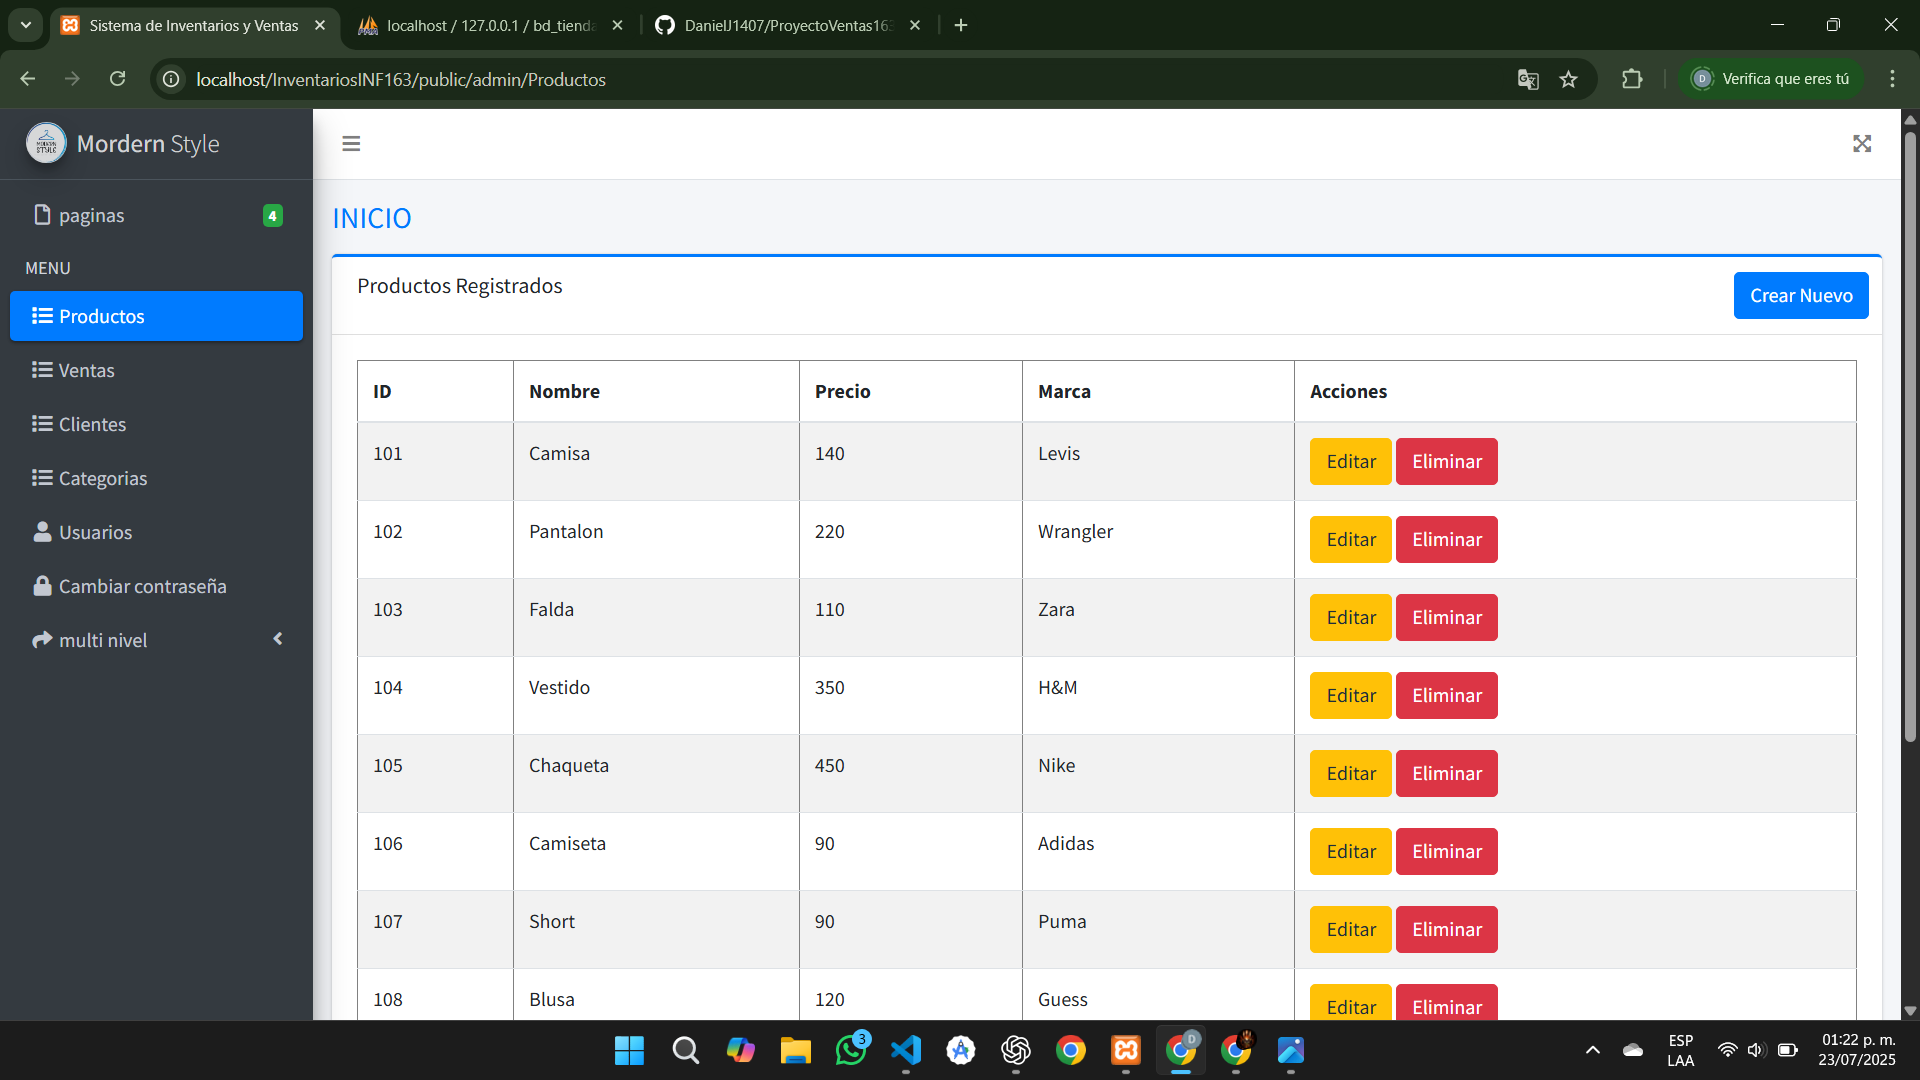 Sistema de Inventarios y Ventas
localhost / 127.0.0.1 / bd_tienda
DanielJ1407/ProyectoVentas163
localhost/InventariosINF163/public/admin/Productos
D
Verifica que eres tú
MODERN
STYLE
Mordern Style
paginas
4
MENU
Productos
Ventas
Clientes
Categorias
Usuarios
Cambiar contraseña
multi nivel
INICIO
Productos Registrados
Crear Nuevo
ID Nombre Precio Marca Acciones
101 Camisa 140 Levis Editar Eliminar
102 Pantalon 220 Wrangler Editar Eliminar
103 Falda 110 Zara Editar Eliminar
104 Vestido 350 H&M Editar Eliminar
105 Chaqueta 450 Nike Editar Eliminar
106 Camiseta 90 Adidas Editar Eliminar
107 Short 90 Puma Editar Eliminar
108 Blusa 120 Guess Editar Eliminar
3
D
ESP
LAA
01:22 p. m.
23/07/2025